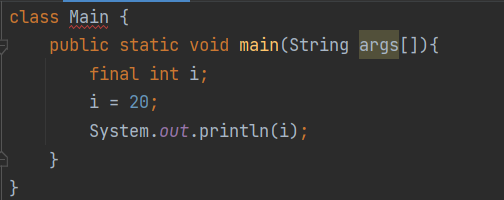 class Main {
public static void main(String args[]){
final int i;
i = 20;
System.out.println(i);
}
}